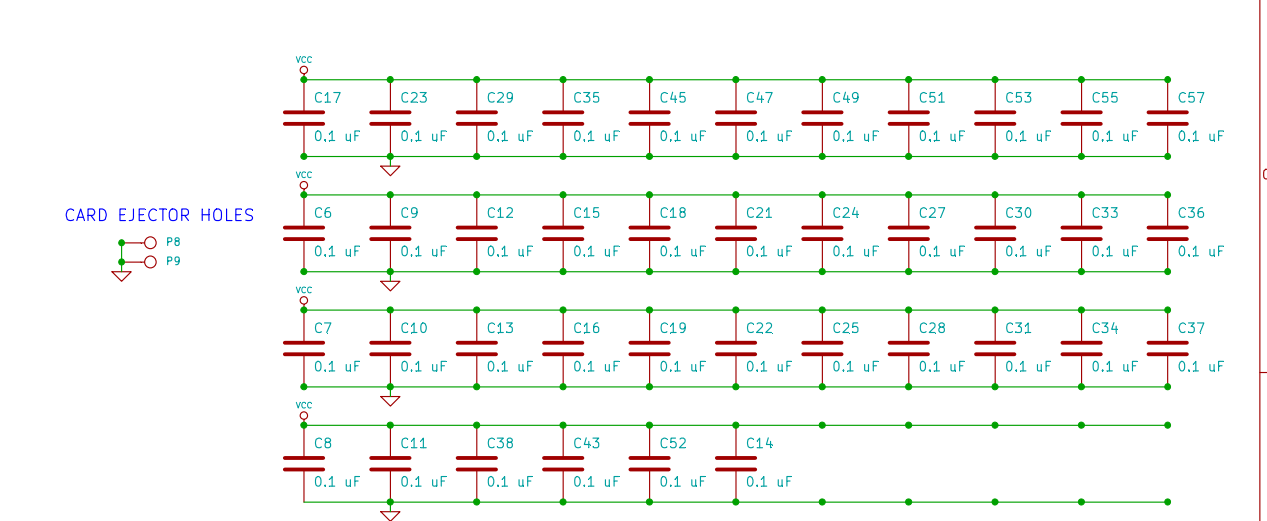 VCC
C17 C23 C29 C35 C45 C47 C49 C51 C53 C55 C57
0.1 uF 0.1 uF 0.1 uF 0.1 uF 0.1 uF 0.1 uF 0.1 uF 0.1 uF 0.1 uF 0.1 uF 0.1 uF
VCC
C6 C9 C12 C15 C18 C21 C24 C27 C30 C33 C36
CARD EJECTOR HOLES
P8
0.1 uF 0.1 uF 0.1 uF 0.1 uF 0.1 uF 0.1 uF 0.1 uF 0.1 uF 0.1 uF 0.1 uF 0.1 uF
P9
VCC
C7 C10 C13 C16 C19 C22 C25 C28 C31 C34 C37
0.1 uF 0.1 uF 0.1 uF 0.1 uF 0.1 uF 0.1 uF 0.1 uF 0.1 uF 0.1 uF 0.1 uF 0.1 uF
VCC
C8 C11 C38 C43 C52 C14
0.1 uF 0.1 uF 0.1 uF 0.1 uF 0.1 uF 0.1 uF